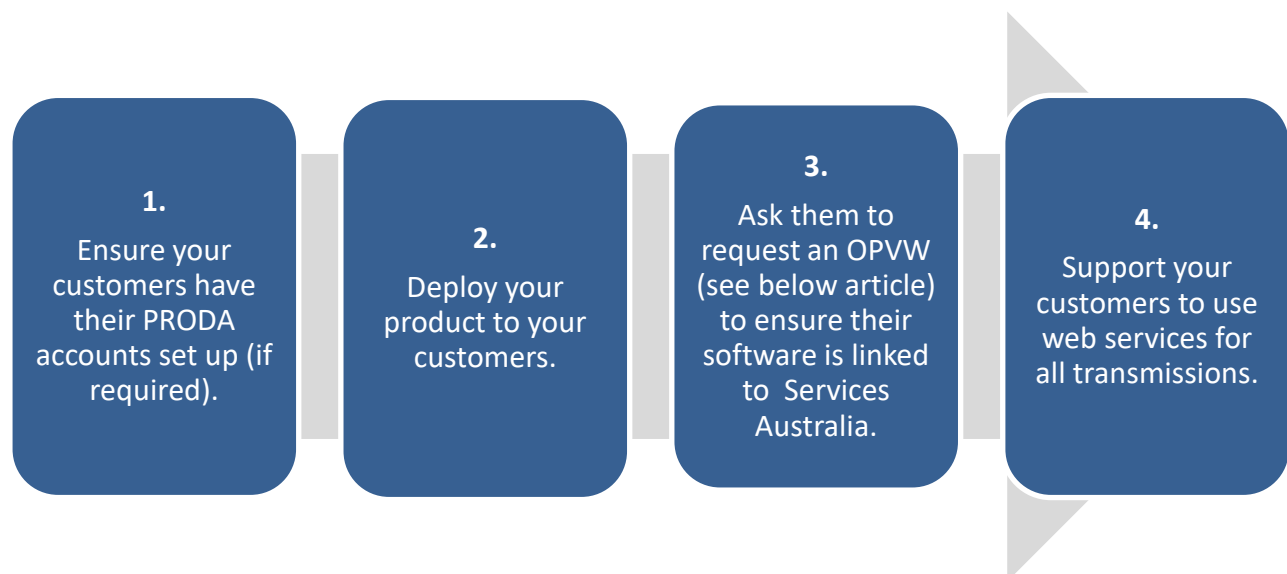 1.
Ensure your
customers have
their PRODA
accounts set up (if
required).
2.
Deploy your
product to your
customers.
3.
Ask them to
request an OPVW
(see below article)
to ensure their
software is linked
to  Services
Australia.
4.
Support your
customers to use
web services for
all transmissions.